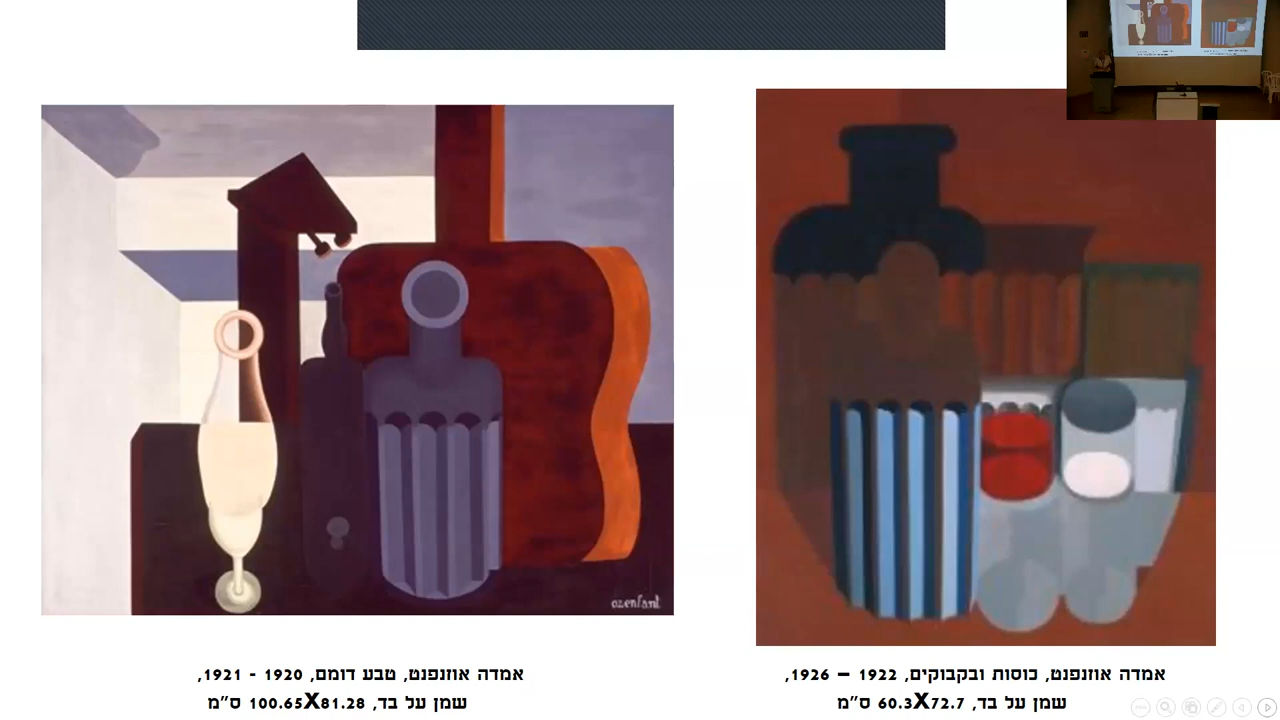 ozenfant
אמדה אוזנפנט, טבע דומם, 1920 - 1921,
שמן על בד, 100.65X81.28 ס"מ
אמדה אוזנפנט, כוסות ובקבוקים, 1922 – 1926,
שמן על בד, 60.3X72.7 ס"מ